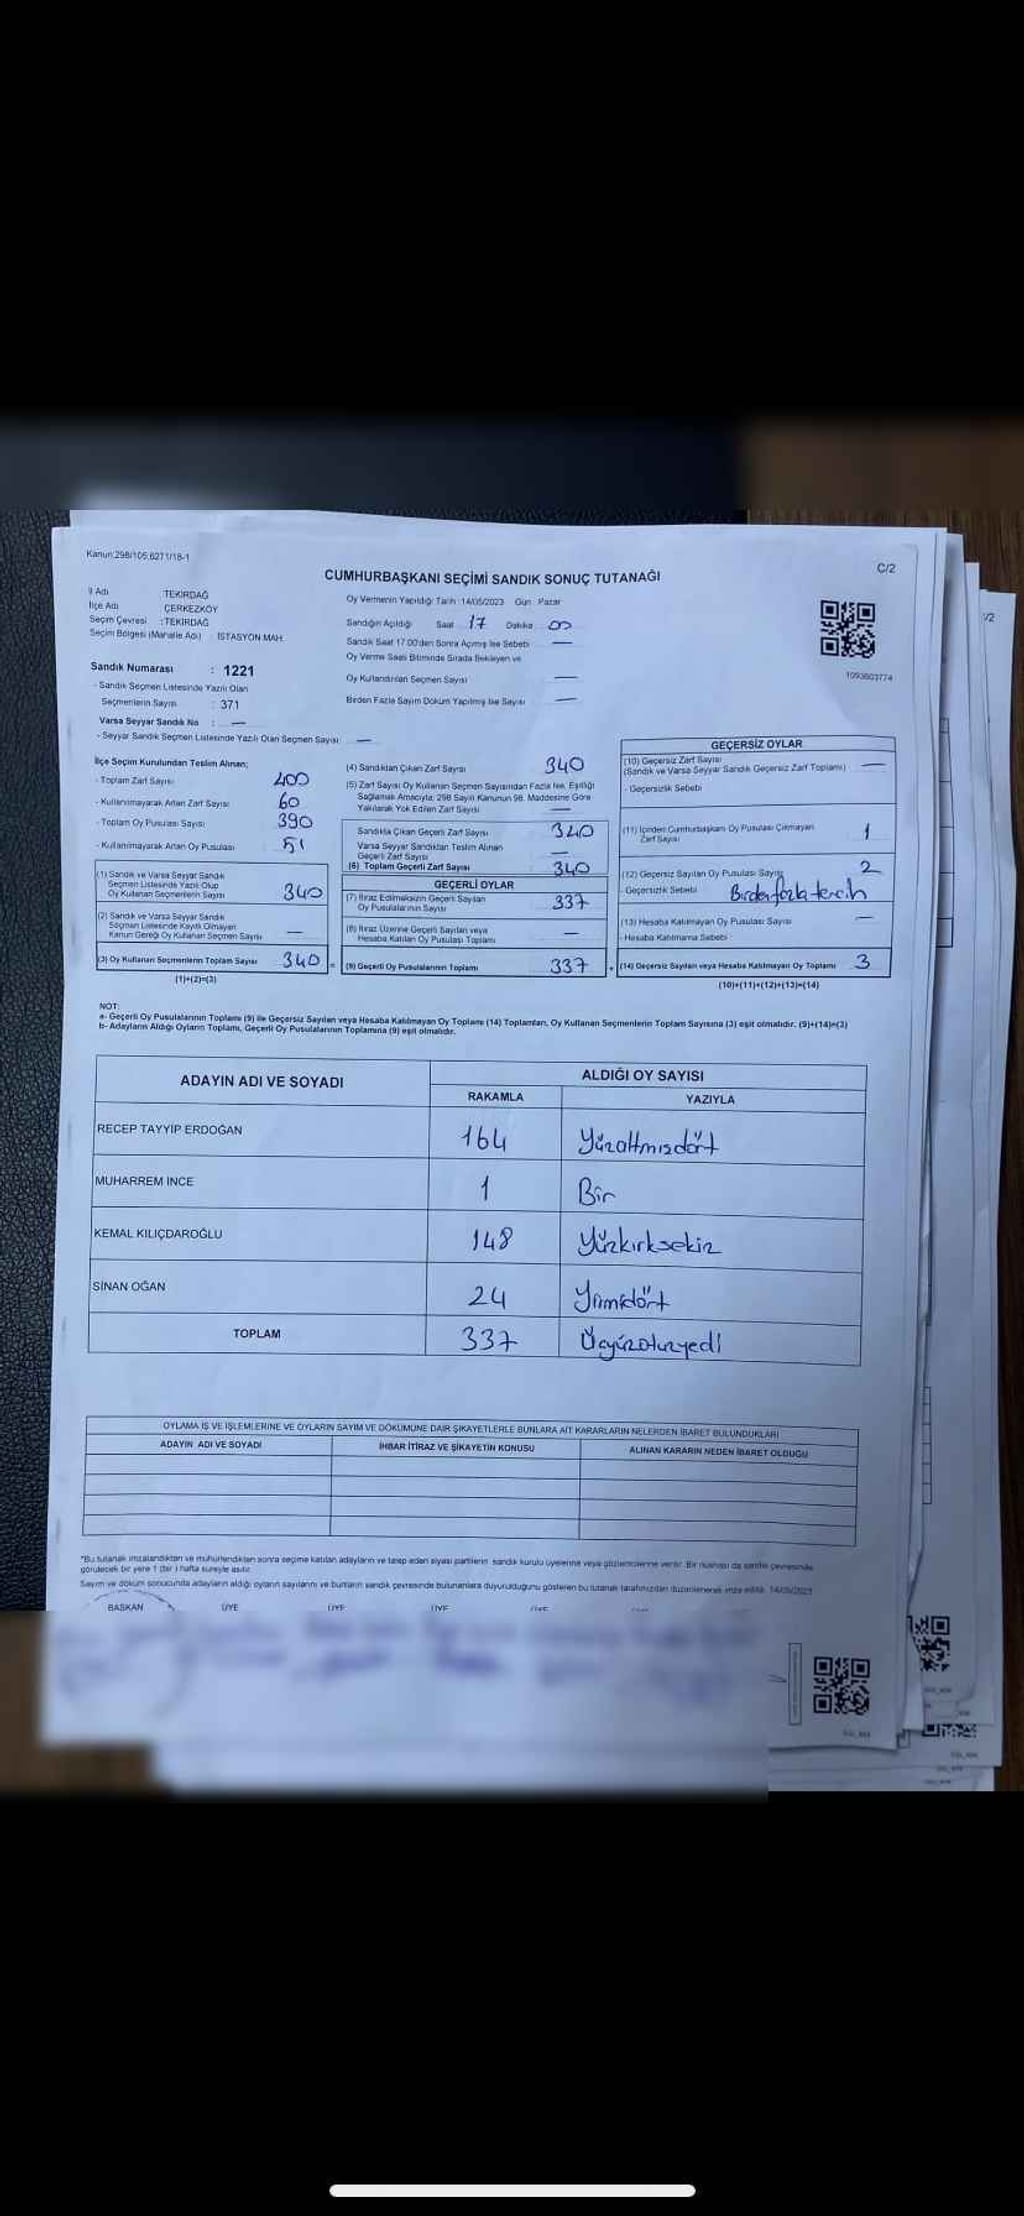 Kanun:298/105,6271/18-1
C/2
CUMHURBAŞKANI SEÇİMİ SANDIK SONUÇ TUTANAĞI
İl Adı : TEKİRDAĞ
İlçe Adı : ÇERKEZKÖY
Seçim Çevresi : TEKİRDAĞ
Seçim Bölgesi (Mahalle Adı) : İSTASYON MAH.
Oy Vermenin Yapıldığı Tarih :14/05/2023 Gün : Pazar
Sandığın Açıldığı Saat 17 Dakika 00
Sandık Saat 17:00'den Sonra Açmış İse Sebebi —
Oy Verme Saati Bitiminde Sırada Bekleyen ve
Oy Kullandırılan Seçmen Sayısı —
Birden Fazla Sayım Döküm Yapılmış İse Sayısı —
1093603774
Sandık Numarası : 1221
- Sandık Seçmen Listesinde Yazılı Olan
Seçmenlerin Sayısı : 371
Varsa Seyyar Sandık No : —
- Seyyar Sandık Seçmen Listesinde Yazılı Olan Seçmen Sayısı —
İlçe Seçim Kurulundan Teslim Alınan;
- Toplam Zarf Sayısı 400
- Kullanılmayarak Artan Zarf Sayısı 60
- Toplam Oy Pusulası Sayısı 390
- Kullanılmayarak Artan Oy Pusulası 51
(1) Sandık ve Varsa Seyyar Sandık
Seçmen Listesinde Yazılı Olup
Oy Kullanan Seçmenlerin Sayısı 340
(2) Sandık ve Varsa Seyyar Sandık
Seçmen Listesinde Kayıtlı Olmayan
Kanun Gereği Oy Kullanan Seçmen Sayısı —
(3) Oy Kullanan Seçmenlerin Toplam Sayısı 340
(1)+(2)=(3)
(4) Sandıktan Çıkan Zarf Sayısı 340
(5) Zarf Sayısı Oy Kullanan Seçmen Sayısından Fazla İse, Eşitliği
Sağlamak Amacıyla, 298 Sayılı Kanunun 98. Maddesine Göre
Yakılarak Yok Edilen Zarf Sayısı —
Sandıkta Çıkan Geçerli Zarf Sayısı 340
Varsa Seyyar Sandıktan Teslim Alınan
Geçerli Zarf Sayısı —
(6) Toplam Geçerli Zarf Sayısı 340
GEÇERLİ OYLAR
(7) İtiraz Edilmeksizin Geçerli Sayılan
Oy Pusulalarının Sayısı 337
(8) İtiraz Üzerine Geçerli Sayılan veya
Hesaba Katılan Oy Pusulası Toplamı —
(9) Geçerli Oy Pusulalarının Toplamı 337
GEÇERSİZ OYLAR
(10) Geçersiz Zarf Sayısı
(Sandık ve Varsa Seyyar Sandık Geçersiz Zarf Toplamı) —
- Geçersizlik Sebebi
(11) İçinden Cumhurbaşkanı Oy Pusulası Çıkmayan
Zarf Sayısı 1
(12) Geçersiz Sayılan Oy Pusulası Sayısı 2
- Geçersizlik Sebebi Birden fazla tercih
(13) Hesaba Katılmayan Oy Pusulası Sayısı —
- Hesaba Katılmama Sebebi
(14) Geçersiz Sayılan veya Hesaba Katılmayan Oy Toplamı 3
(10)+(11)+(12)+(13)=(14)
NOT:
a- Geçerli Oy Pusulalarının Toplamı (9) ile Geçersiz Sayılan veya Hesaba Katılmayan Oy Toplamı (14) Toplamları, Oy Kullanan Seçmenlerin Toplam Sayısına (3) eşit olmalıdır. (9)+(14)=(3)
b- Adayların Aldığı Oyların Toplamı, Geçerli Oy Pusulalarının Toplamına (9) eşit olmalıdır.
ADAYIN ADI VE SOYADI ALDIĞI OY SAYISI
RAKAMLA YAZIYLA
RECEP TAYYİP ERDOĞAN 164 Yüzaltmışdört
MUHARREM İNCE 1 Bir
KEMAL KILIÇDAROĞLU 148 Yüzkırksekiz
SİNAN OĞAN 24 Yirmidört
TOPLAM 337 Üçyüzotuzyedi
OYLAMA İŞ VE İŞLEMLERİNE VE OYLARIN SAYIM VE DÖKÜMÜNE DAİR ŞİKAYETLERLE BUNLARA AİT KARARLARIN NELERDEN İBARET BULUNDUKLARI
ADAYIN ADI VE SOYADI İHBAR İTİRAZ VE ŞİKAYETİN KONUSU ALINAN KARARIN NEDEN İBARET OLDUĞU
*Bu tutanak imzalandıktan ve mühürlendikten sonra seçime katılan adayların ve talep eden siyasi partilerin sandık kurulu üyelerine veya gözlemcilerine verilir. Bir nüshası da sandık çevresinde
görülecek bir yere 1 (bir) hafta süreyle asılır.
Sayım ve döküm sonucunda adayların aldığı oyların sayılarını ve bunların sandık çevresinde bulunanlara duyurulduğunu gösteren bu tutanak tarafımızdan düzenlenerek imza edildi. 14/05/2023
BAŞKAN ÜYE ÜYE ÜYE ÜYE